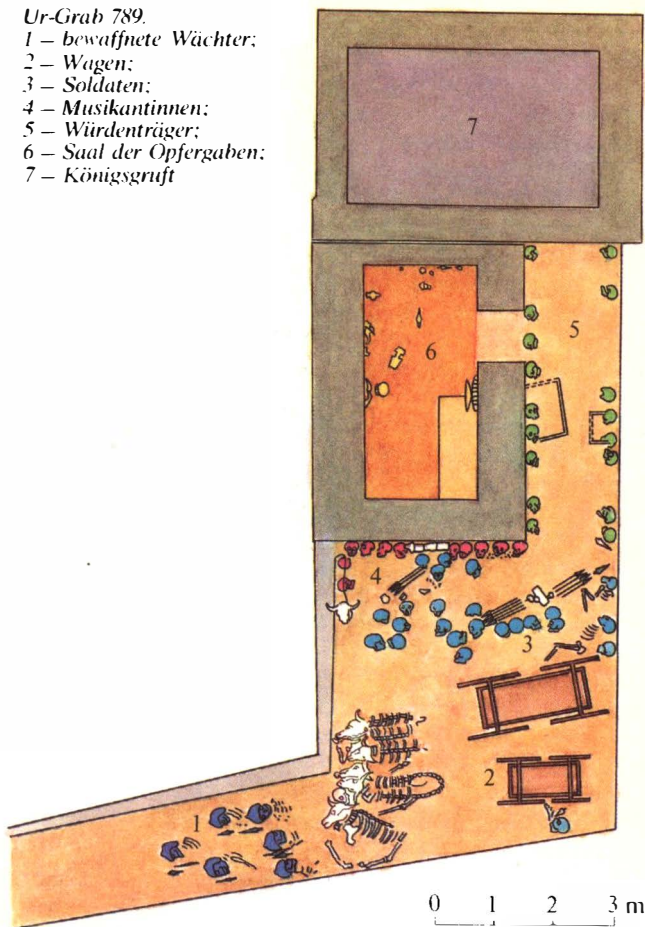 Ur-Grab 789.
1 – bewaffnete Wächter;
2 – Wagen;
3 – Soldaten;
4 – Musikantinnen;
5 – Würdenträger;
6 – Saal der Opfergaben;
7 – Königsgruft
7
5
6
4
3
2
1
0 1 2 3 m